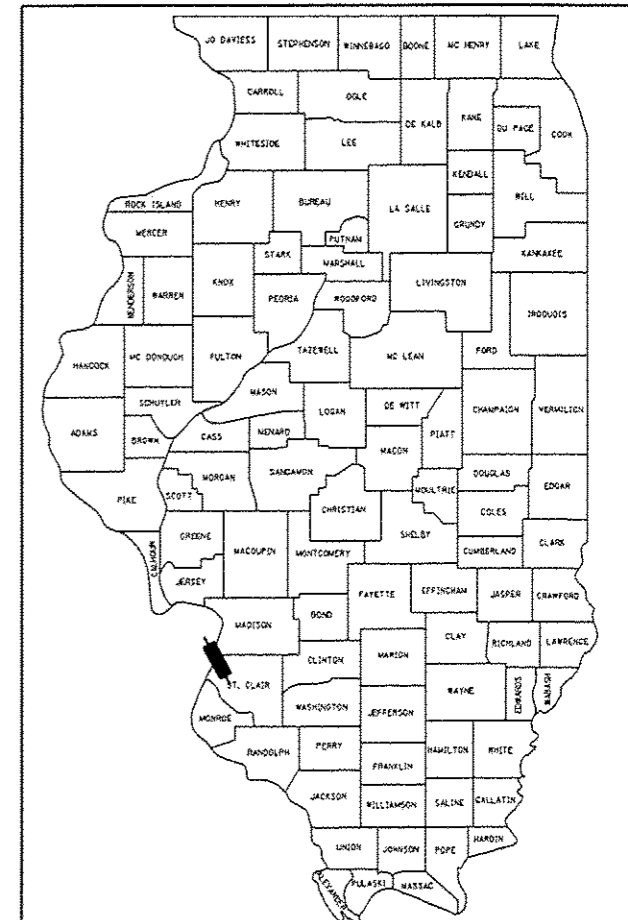 JO DAVIESS STEPHENSON WINNEBAGO BOONE MC HENRY LAKE
CARROLL OGLE DE KALB KANE DU PAGE COOK
WHITESIDE LEE KENDALL WILL
ROCK ISLAND HENRY BUREAU LA SALLE GRUNDY
MERCER PUTNAM KANKAKEE
STARK MARSHALL
HENDERSON WARREN KNOX PEORIA WOODFORD LIVINGSTON IROQUOIS
HANCOCK MC DONOUGH FULTON TAZEWELL MC LEAN FORD
MASON
SCHUYLER LOGAN DE WITT CHAMPAIGN VERMILION
ADAMS BROWN CASS MENARD MACON PIATT
MORGAN SANGAMON DOUGLAS EDGAR
PIKE SCOTT CHRISTIAN MOULTRIE COLES
CALHOUN GREENE MACOUPIN MONTGOMERY SHELBY CUMBERLAND CLARK
JERSEY FAYETTE EFFINGHAM JASPER CRAWFORD
MADISON BOND CLAY RICHLAND LAWRENCE
CLINTON MARION
ST. CLAIR WAYNE EDWARDS WABASH
MONROE WASHINGTON JEFFERSON
RANDOLPH PERRY HAMILTON WHITE
FRANKLIN
JACKSON WILLIAMSON SALINE GALLATIN
UNION JOHNSON POPE HARDIN
ALEXANDER PULASKI MASSAC